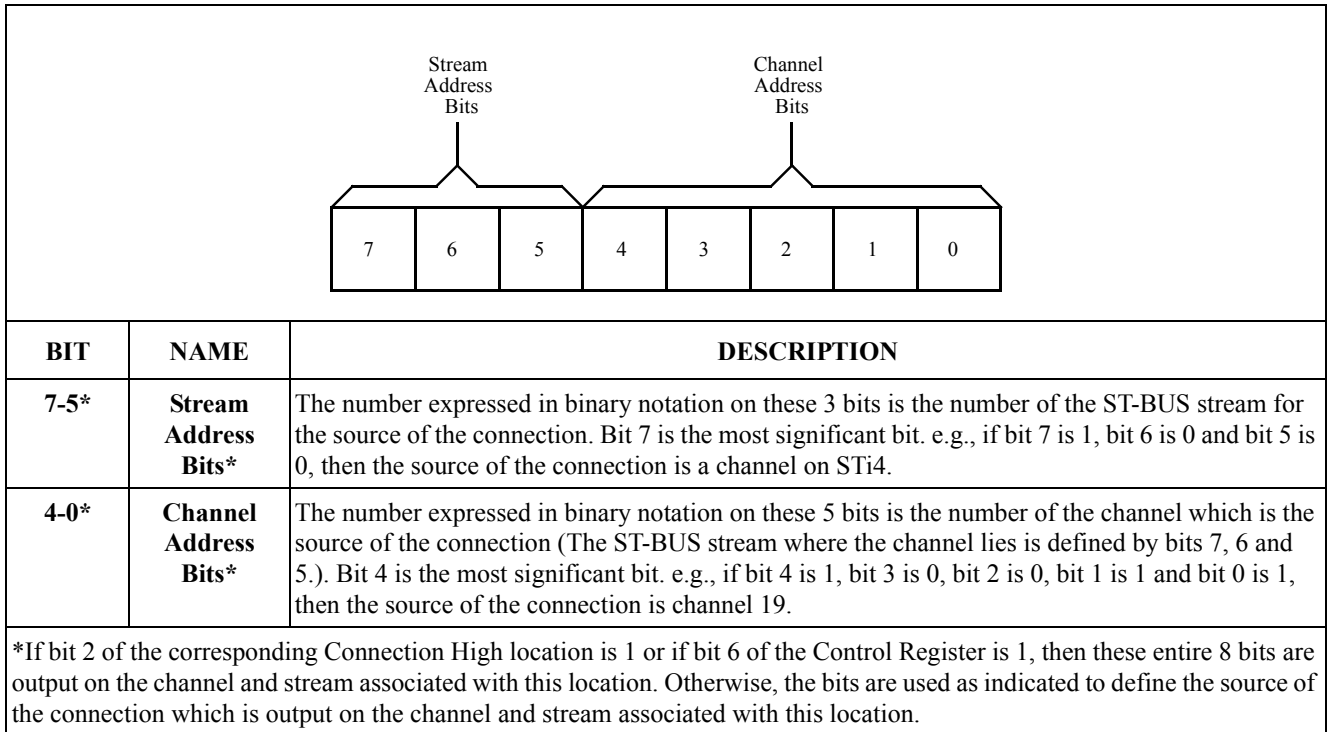 Stream
Address
Bits
Channel
Address
Bits
7 6 5 4 3 2 1 0
BIT NAME DESCRIPTION
7-5* Stream Address Bits* The number expressed in binary notation on these 3 bits is the number of the ST-BUS stream for
the source of the connection. Bit 7 is the most significant bit. e.g., if bit 7 is 1, bit 6 is 0 and bit 5 is
0, then the source of the connection is a channel on STi4.
4-0* Channel Address Bits* The number expressed in binary notation on these 5 bits is the number of the channel which is the
source of the connection (The ST-BUS stream where the channel lies is defined by bits 7, 6 and
5.). Bit 4 is the most significant bit. e.g., if bit 4 is 1, bit 3 is 0, bit 2 is 0, bit 1 is 1 and bit 0 is 1,
then the source of the connection is channel 19.
*If bit 2 of the corresponding Connection High location is 1 or if bit 6 of the Control Register is 1, then these entire 8 bits are
output on the channel and stream associated with this location. Otherwise, the bits are used as indicated to define the source of
the connection which is output on the channel and stream associated with this location.